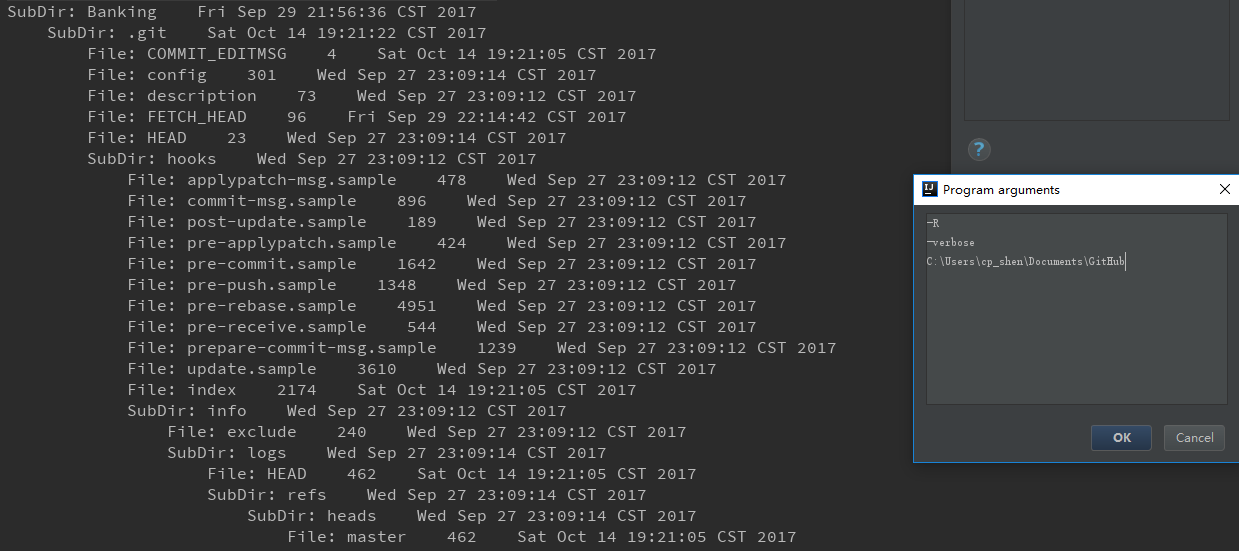 SubDir: Banking    Fri Sep 29 21:56:36 CST 2017
    SubDir: .git    Sat Oct 14 19:21:22 CST 2017
        File: COMMIT_EDITMSG    4    Sat Oct 14 19:21:05 CST 2017
        File: config    301    Wed Sep 27 23:09:14 CST 2017
        File: description    73    Wed Sep 27 23:09:12 CST 2017
        File: FETCH_HEAD    96    Fri Sep 29 22:14:42 CST 2017
        File: HEAD    23    Wed Sep 27 23:09:14 CST 2017
        SubDir: hooks    Wed Sep 27 23:09:12 CST 2017
            File: applypatch-msg.sample    478    Wed Sep 27 23:09:12 CST 2017
            File: commit-msg.sample    896    Wed Sep 27 23:09:12 CST 2017
            File: post-update.sample    189    Wed Sep 27 23:09:12 CST 2017
            File: pre-applypatch.sample    424    Wed Sep 27 23:09:12 CST 2017
            File: pre-commit.sample    1642    Wed Sep 27 23:09:12 CST 2017
            File: pre-push.sample    1348    Wed Sep 27 23:09:12 CST 2017
            File: pre-rebase.sample    4951    Wed Sep 27 23:09:12 CST 2017
            File: pre-receive.sample    544    Wed Sep 27 23:09:12 CST 2017
            File: prepare-commit-msg.sample    1239    Wed Sep 27 23:09:12 CST 2017
            File: update.sample    3610    Wed Sep 27 23:09:12 CST 2017
            File: index    2174    Sat Oct 14 19:21:05 CST 2017
            SubDir: info    Wed Sep 27 23:09:12 CST 2017
                File: exclude    240    Wed Sep 27 23:09:12 CST 2017
                SubDir: logs    Wed Sep 27 23:09:14 CST 2017
                    File: HEAD    462    Sat Oct 14 19:21:05 CST 2017
                    SubDir: refs    Wed Sep 27 23:09:14 CST 2017
                        SubDir: heads    Wed Sep 27 23:09:14 CST 2017
                            File: master    462    Sat Oct 14 19:21:05 CST 2017
?
IJ Program arguments
—R
—verbose
C:\Users\cp_shen\Documents\GitHub
OK Cancel